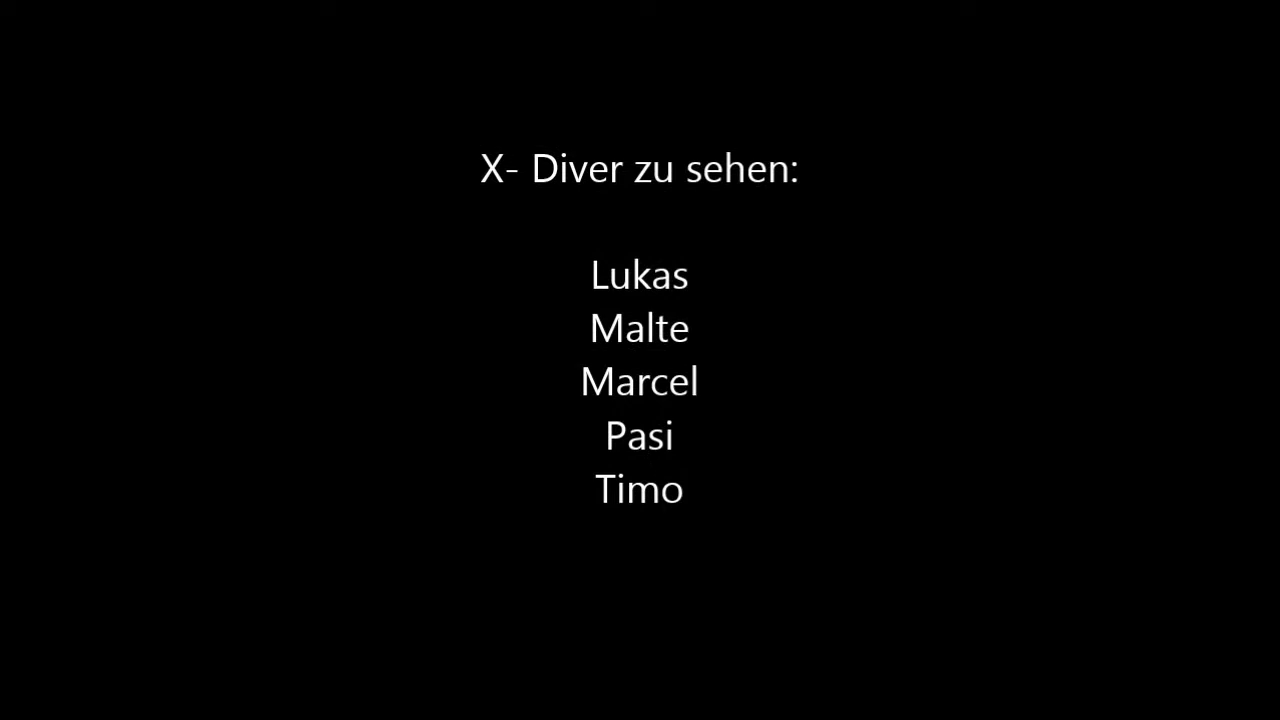 X- Diver zu sehen:
Lukas
Malte
Marcel
Pasi
Timo